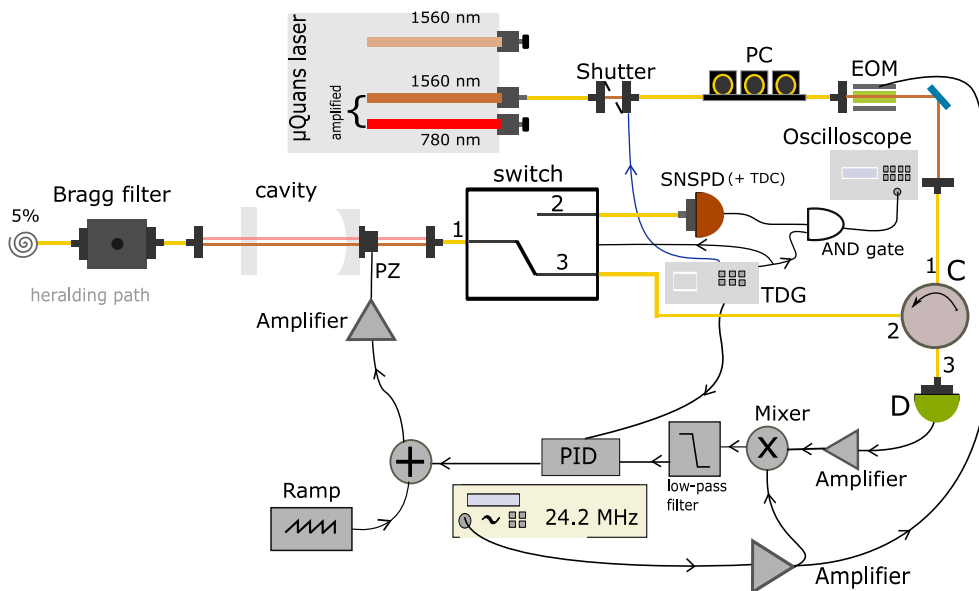 1560 nm
μQuans laser
amplified
1560 nm
780 nm
Shutter
PC
EOM
Oscilloscope
Bragg filter
cavity
switch
SNSPD (+ TDC)
5%
1
2
3
AND gate
heralding path
PZ
TDG
1
C
2
3
Amplifier
D
Mixer
X
Amplifier
PID
low-pass
filter
+
Ramp
~
24.2 MHz
Amplifier